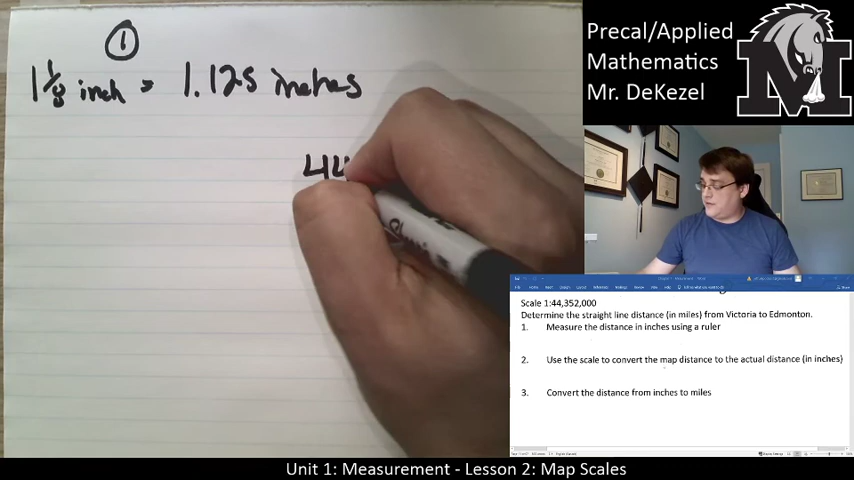 1
1 1/8 inch = 1.125 inches
44
Precal/Applied
Mathematics
Mr. DeKezel
M
Scale 1:44,352,000
Determine the straight line distance (in miles) from Victoria to Edmonton.
1. Measure the distance in inches using a ruler
2. Use the scale to convert the map distance to the actual distance (in inches)
3. Convert the distance from inches to miles
Unit 1: Measurement - Lesson 2: Map Scales